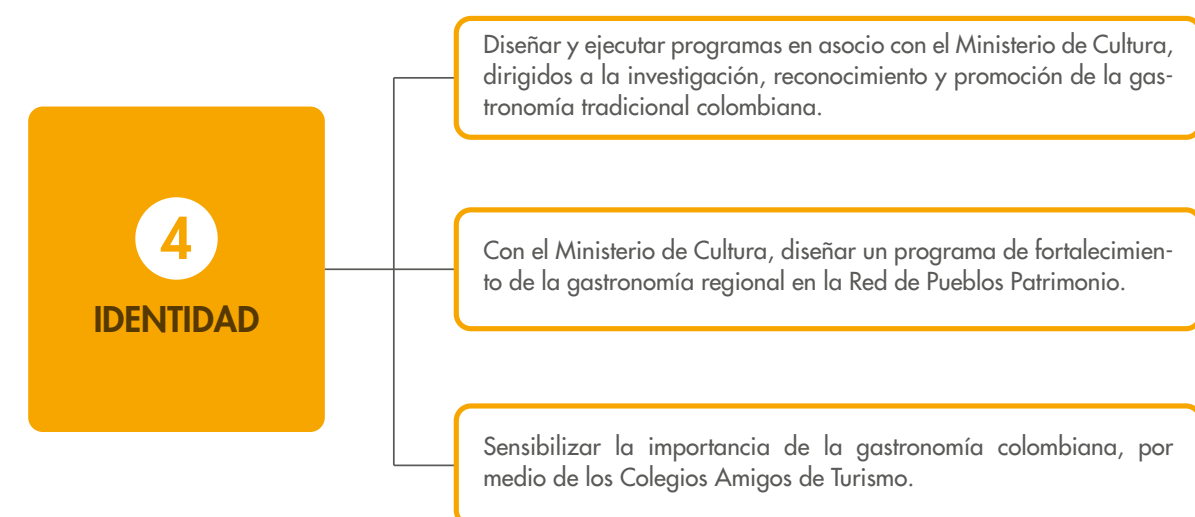 4
IDENTIDAD
Diseñar y ejecutar programas en asocio con el Ministerio de Cultura,
dirigidos a la investigación, reconocimiento y promoción de la gas-
tronomía tradicional colombiana.
Con el Ministerio de Cultura, diseñar un programa de fortalecimien-
to de la gastronomía regional en la Red de Pueblos Patrimonio.
Sensibilizar la importancia de la gastronomía colombiana, por
medio de los Colegios Amigos de Turismo.